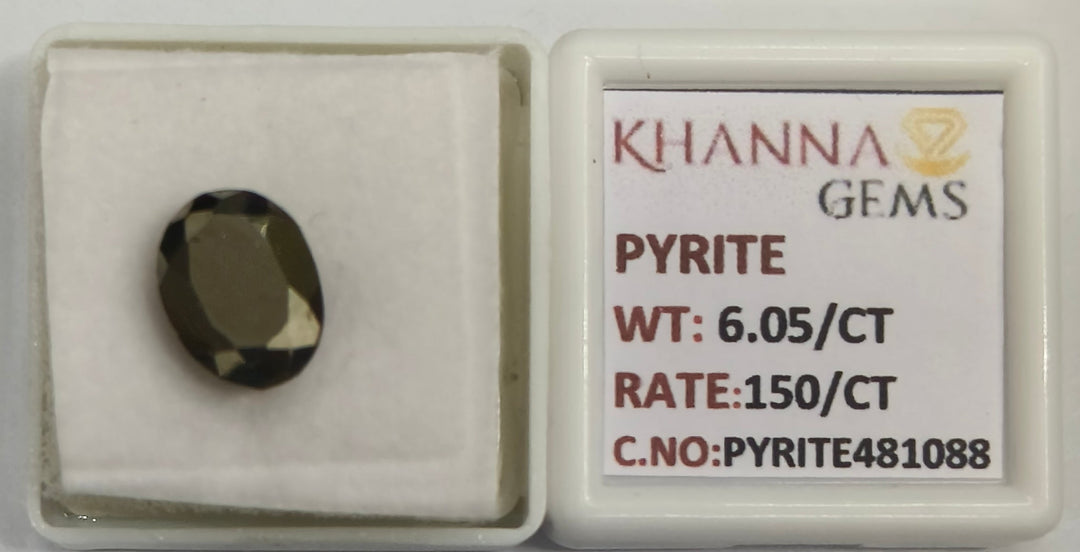 KHANNA
GEMS
PYRITE
WT: 6.05/CT
RATE:150/CT
C.NO:PYRITE481088